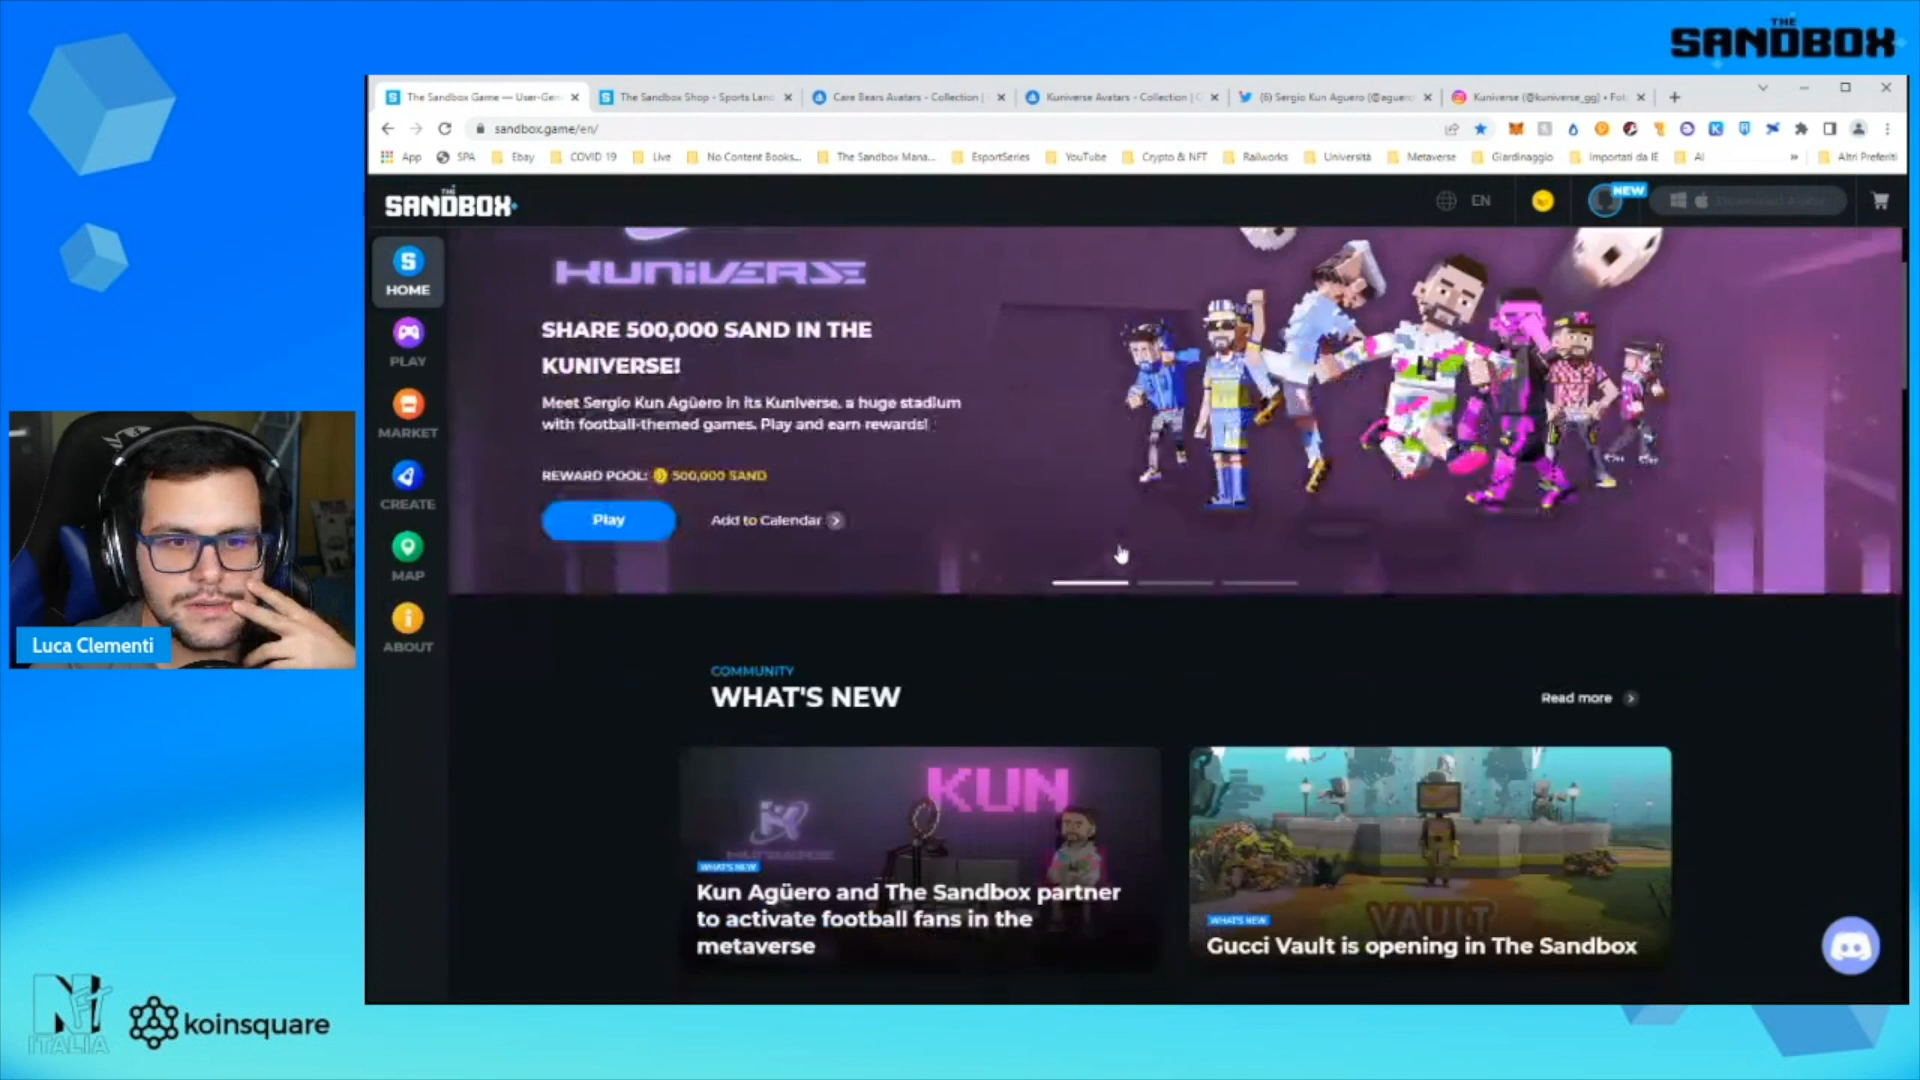 THE
SANDBOX
The Sandbox Game — User-Gen
The Sandbox Shop - Sports Land
Care Bears Avatars - Collection |
Kuniverse Avatars - Collection |
(6) Sergio Kun Aguero (@aguero
Kuniverse (@kuniverse_gg) • Fot
sandbox.game/en/
App
SPA
Ebay
COVID 19
Live
No Content Books...
The Sandbox Mana...
EsportSeries
YouTube
Crypto & NFT
Railworks
Università
Metaverse
Giardinaggio
Importati da IE
AI
»
Altri Preferiti
THE
SANDBOX
EN
NEW
HOME
PLAY
MARKET
CREATE
MAP
ABOUT
KUNIVERSE
SHARE 500,000 SAND IN THE
KUNIVERSE!
Meet Sergio Kun Agüero in its Kuniverse, a huge stadium
with football-themed games. Play and earn rewards!
REWARD POOL: 500,000 SAND
Play
Add to Calendar
COMMUNITY
WHAT'S NEW
Read more
KUN
WHAT'S NEW
Kun Agüero and The Sandbox partner
to activate football fans in the
metaverse
VAULT
WHAT'S NEW
Gucci Vault is opening in The Sandbox
Luca Clementi
NFT
ITALIA
koinsquare